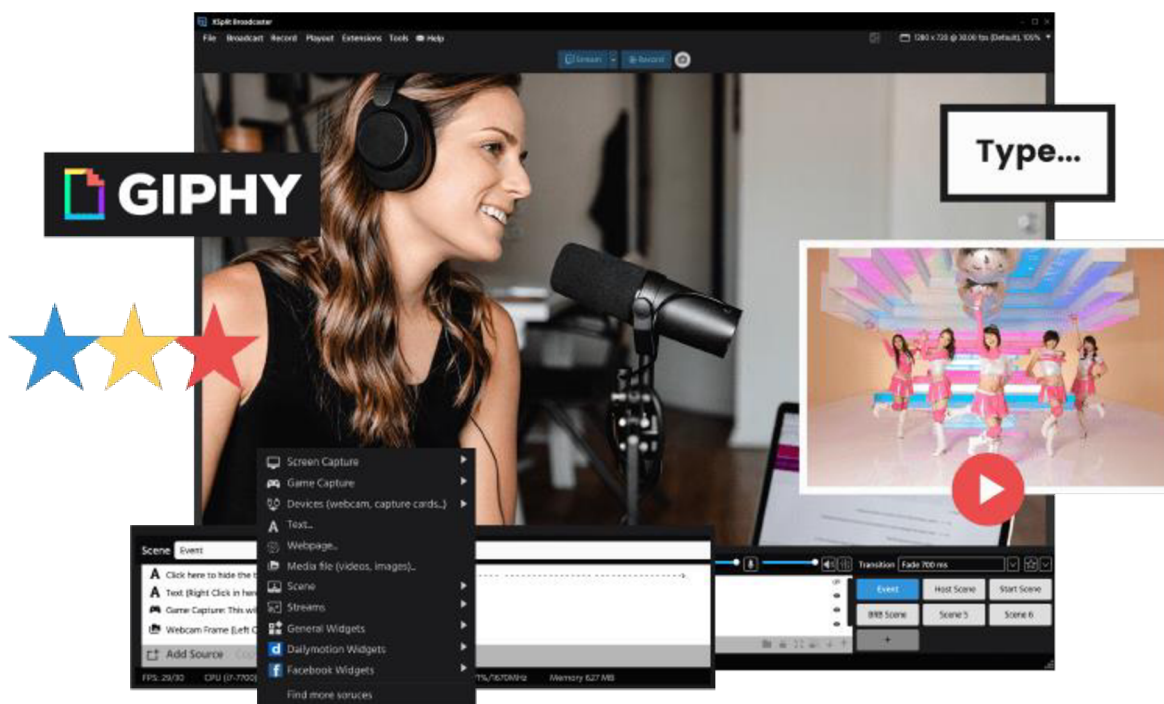 XSplit Broadcaster
File Broadcast Record Playout Extensions Tools Help
1280 x 720 @ 30.00 fps (Default), 100%
Stream Record
Type...
GIPHY
Screen Capture
Game Capture
Devices (webcam, capture cards..)
Text...
Webpage..
Media file (videos, images)..
Scene
Streams
General Widgets
Dailymotion Widgets
Facebook Widgets
Find more soruces
Scene Event
Click here to hide the
Text (Right Click in
Game Capture: This
Webcam Frame (Left
Add Source
FPS: 29/30 CPU (i7-7700) /1670MHz Memory 627 MB
Transition Fade 700 ms
Event Host Scene Start Scene
BRB Scene Scene 5 Scene 6
+